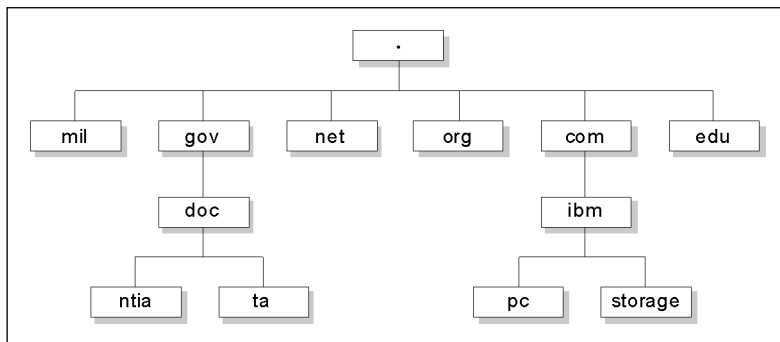 .
mil gov net org com edu
doc ibm
ntia ta pc storage